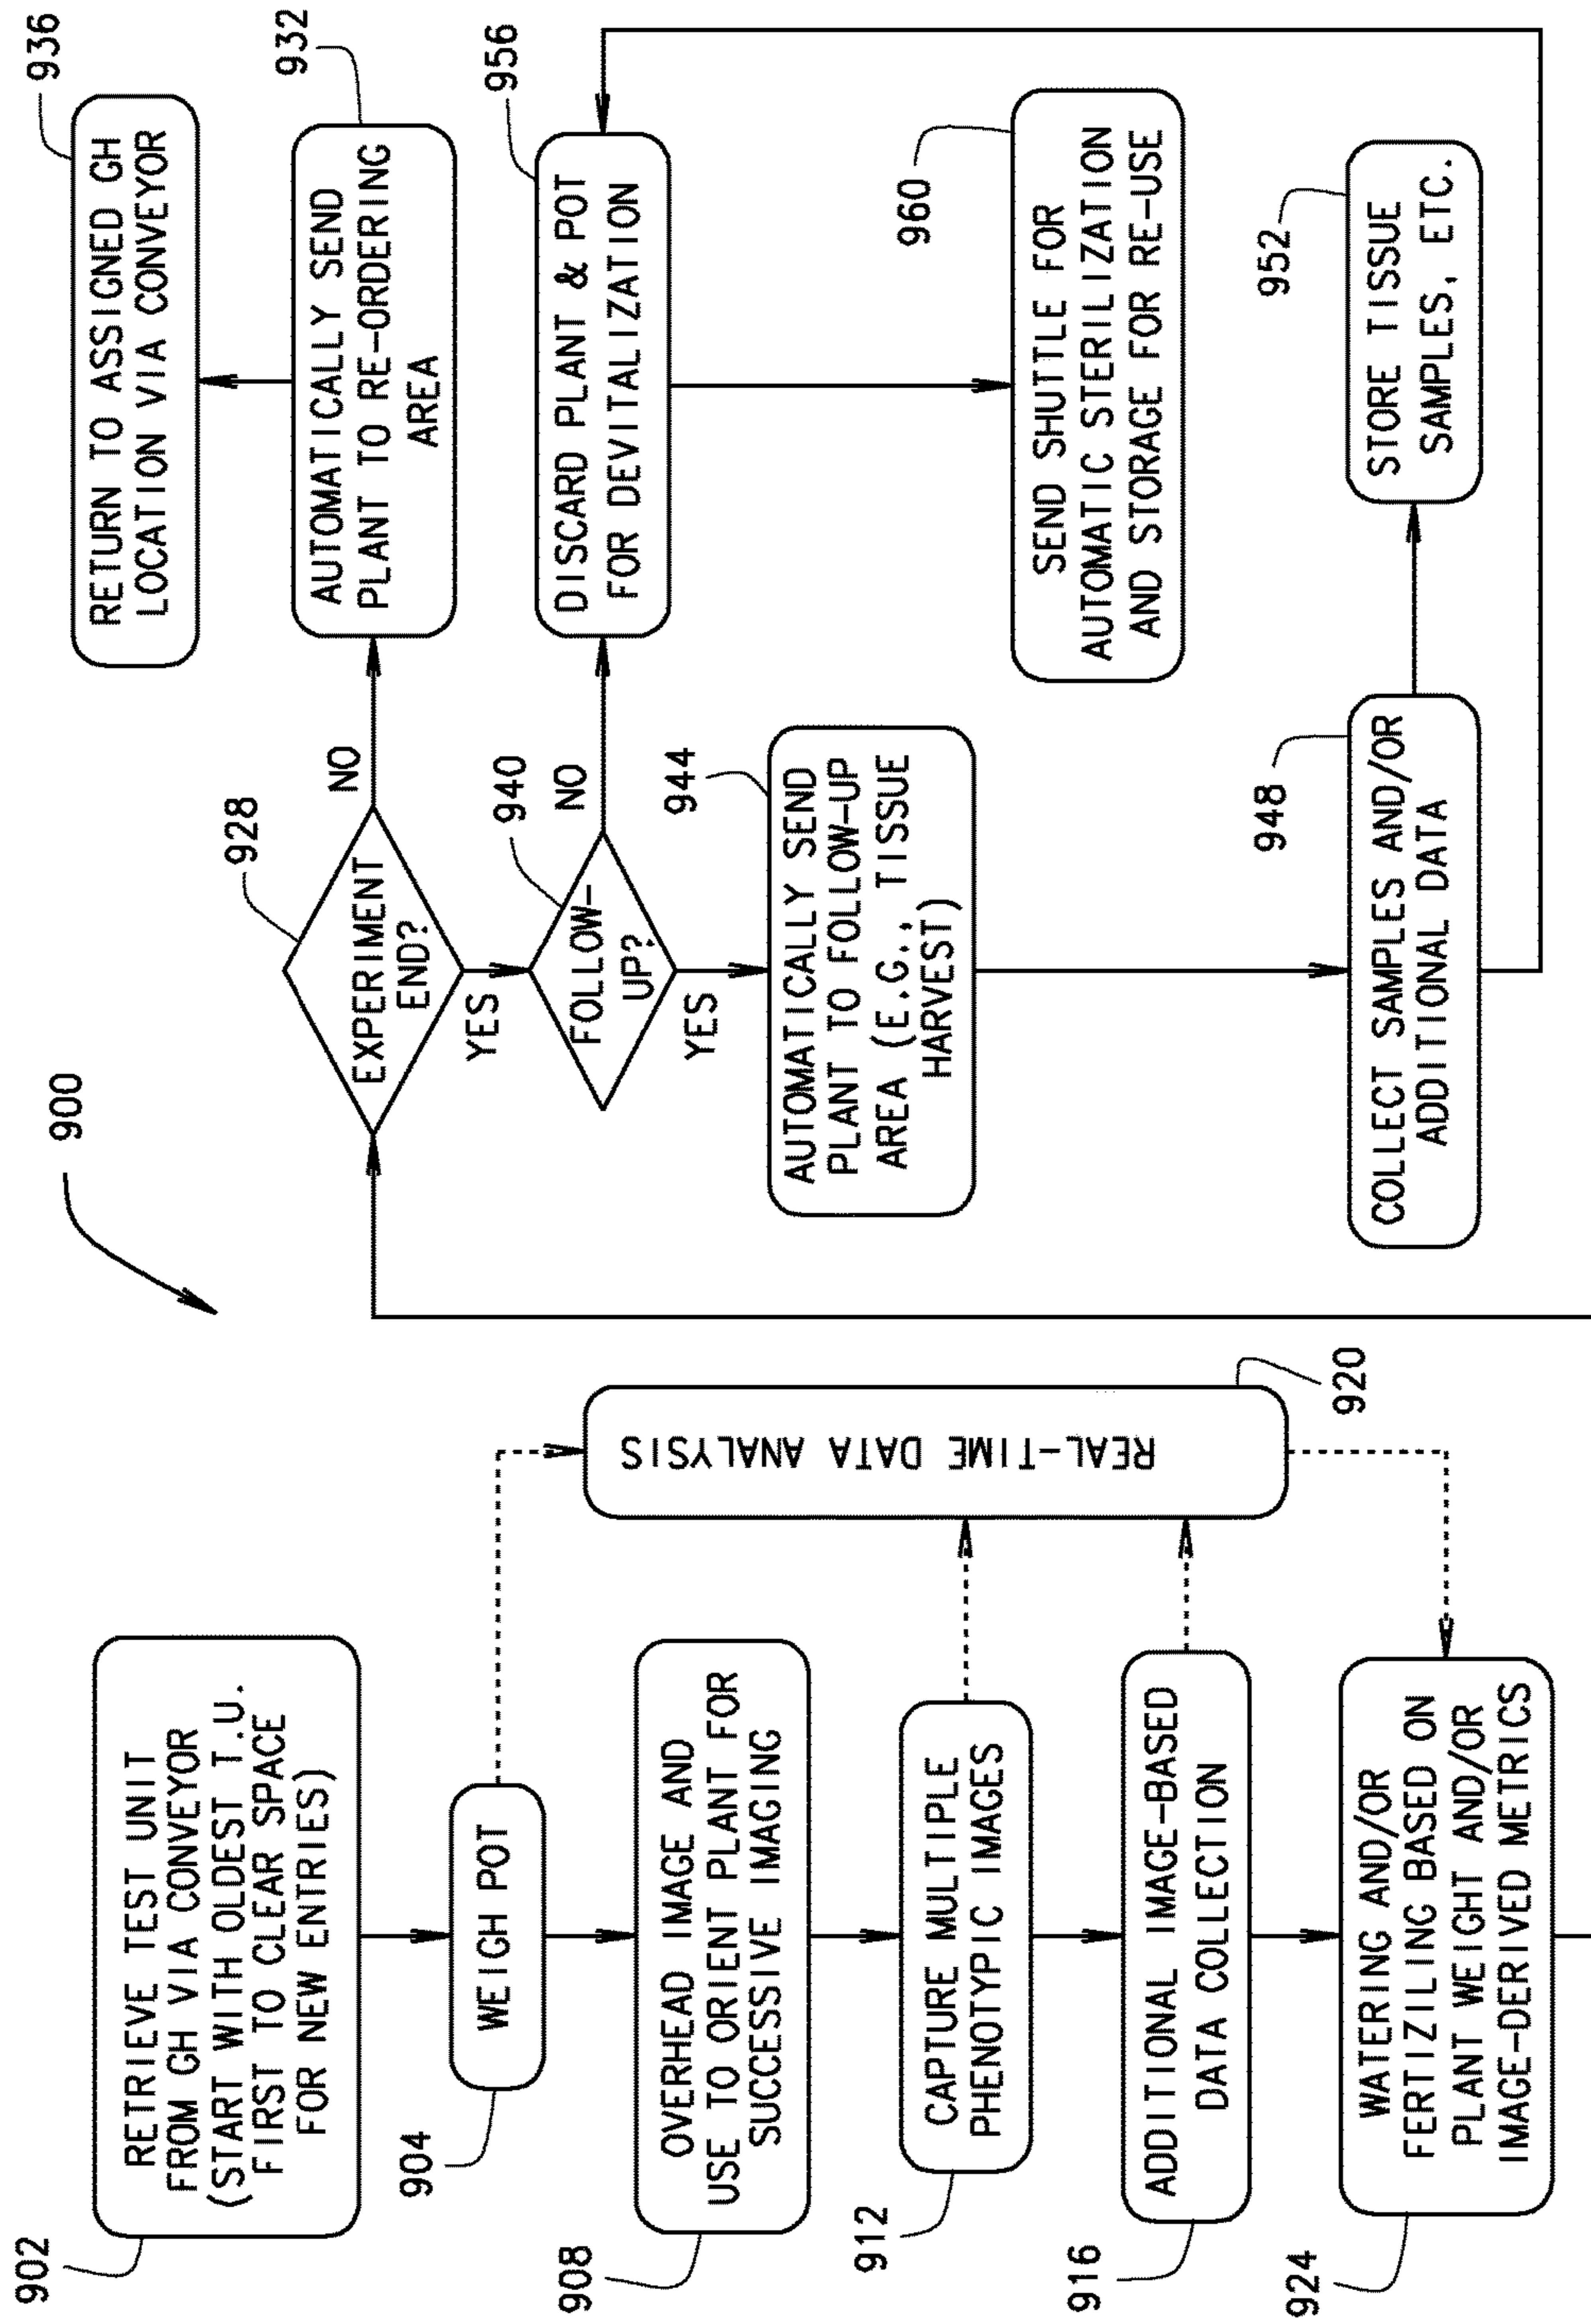 900
902
RETRIEVE TEST UNIT
FROM GH VIA CONVEYOR
(START WITH OLDEST T.U.
FIRST TO CLEAR SPACE
FOR NEW ENTRIES)
904
WEIGH POT
908
OVERHEAD IMAGE AND
USE TO ORIENT PLANT FOR
SUCCESSIVE IMAGING
912
CAPTURE MULTIPLE
PHENOTYPIC IMAGES
916
ADDITIONAL IMAGE-BASED
DATA COLLECTION
924
WATERING AND/OR
FERTIZILING BASED ON
PLANT WEIGHT AND/OR
IMAGE-DERIVED METRICS
REAL-TIME DATA ANALYSIS
920
928
EXPERIMENT
END?
NO
YES
936
RETURN TO ASSIGNED GH
LOCATION VIA CONVEYOR
932
AUTOMATICALLY SEND
PLANT TO RE-ORDERING
AREA
940
FOLLOW-
UP?
NO
YES
956
DISCARD PLANT & POT
FOR DEVITALIZATION
944
AUTOMATICALLY SEND
PLANT TO FOLLOW-UP
AREA (E.G., TISSUE
HARVEST)
960
SEND SHUTTLE FOR
AUTOMATIC STERILIZATION
AND STORAGE FOR RE-USE
948
COLLECT SAMPLES AND/OR
ADDITIONAL DATA
952
STORE TISSUE
SAMPLES, ETC.